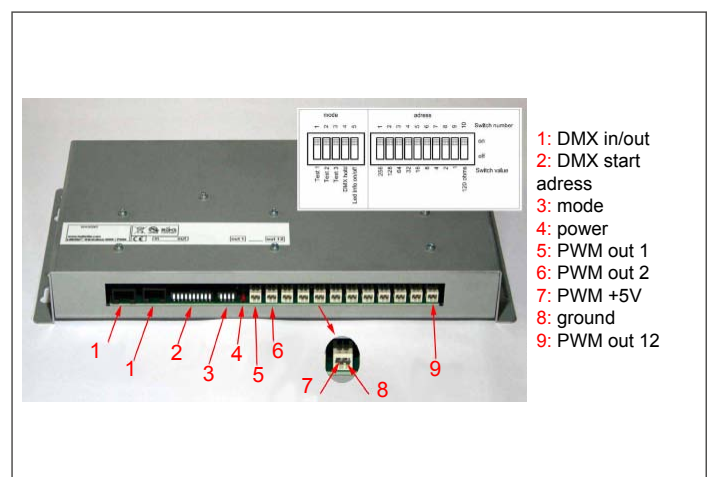 mode
adress
1 2 3 4 5
1 2 3 4 5 6 7 8 9 10
Switch number
on
off
Test 1
Test 2
Test 3
DMX hold
Led info on/off
256
128
64
32
16
8
4
2
1
120 ohms
Switch value
out 1
out 12
1
1
2
3
4
5
6
7
8
9
1: DMX in/out
2: DMX start
adress
3: mode
4: power
5: PWM out 1
6: PWM out 2
7: PWM +5V
8: ground
9: PWM out 12